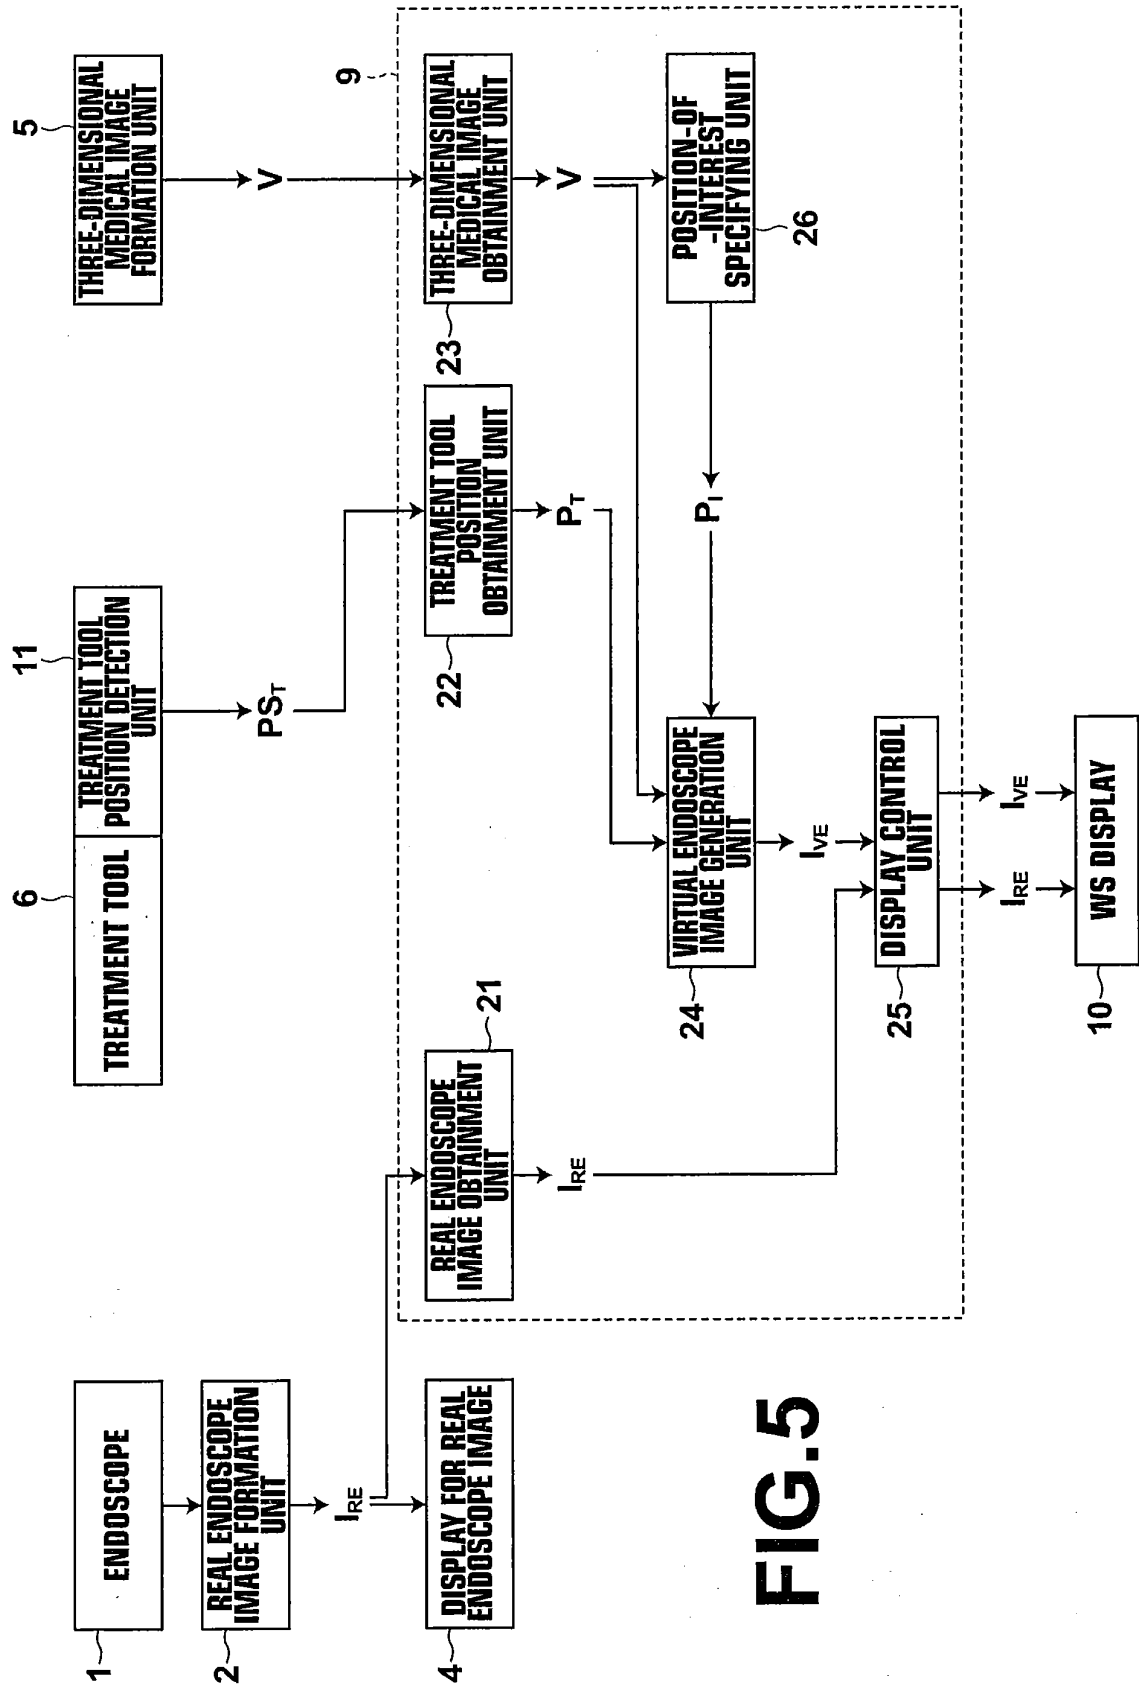 1
ENDOSCOPE
2
REAL ENDOSCOPE
IMAGE FORMATION
UNIT
IRE
4
DISPLAY FOR REAL
ENDOSCOPE IMAGE
6
TREATMENT TOOL
11
TREATMENT TOOL
POSITION DETECTION
UNIT
PST
5
THREE-DIMENSIONAL
MEDICAL IMAGE
FORMATION UNIT
V
9
21
REAL ENDOSCOPE
IMAGE OBTAINMENT
UNIT
IRE
22
TREATMENT TOOL
POSITION
OBTAINMENT UNIT
PT
23
THREE-DIMENSIONAL
MEDICAL IMAGE
OBTAINMENT UNIT
V
24
VIRTUAL ENDOSCOPE
IMAGE GENERATION
UNIT
PI
26
POSITION-OF
-INTEREST
SPECIFYING UNIT
IVE
25
DISPLAY CONTROL
UNIT
IRE
IVE
10
WS DISPLAY
FIG.5